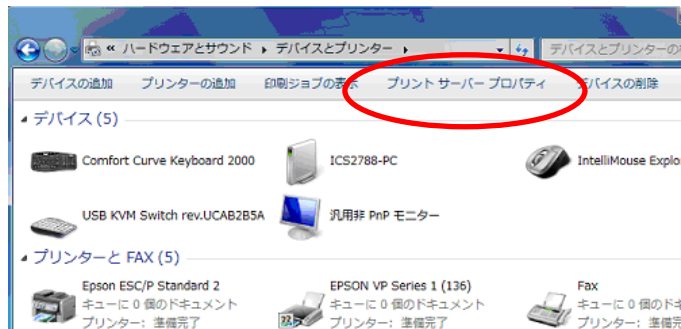 « ハードウェアとサウンド ▸ デバイスとプリンター ▸ デバイスとプリンターの
デバイスの追加 プリンターの追加 印刷ジョブの表示 プリント サーバー プロパティ デバイスの削除
デバイス (5)
Comfort Curve Keyboard 2000 ICS2788-PC IntelliMouse Explo
USB KVM Switch rev.UCAB2B5A 汎用非 PnP モニター
プリンターと FAX (5)
Epson ESC/P Standard 2 EPSON VP Series 1 (136) Fax
キューに 0 個のドキュメント キューに 0 個のドキュメント キューに 0 個のドキ
プリンター: 準備完了 プリンター: 準備完了 プリンター: 準備完